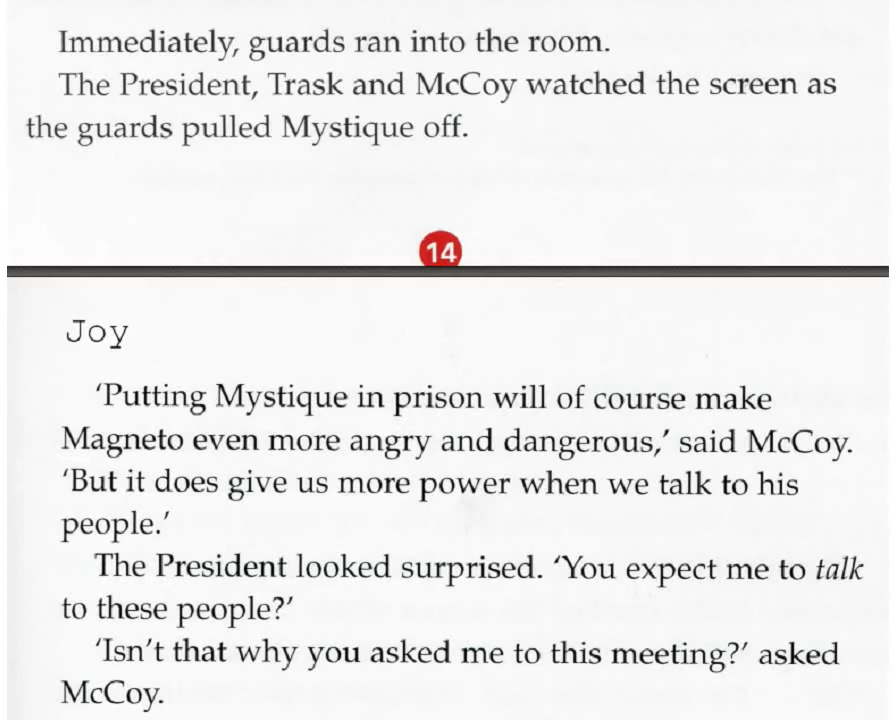 Immediately, guards ran into the room.
The President, Trask and McCoy watched the screen as
the guards pulled Mystique off.
14
Joy
‘Putting Mystique in prison will of course make
Magneto even more angry and dangerous,’ said McCoy.
‘But it does give us more power when we talk to his
people.’
The President looked surprised. ‘You expect me to talk
to these people?’
‘Isn’t that why you asked me to this meeting?’ asked
McCoy.